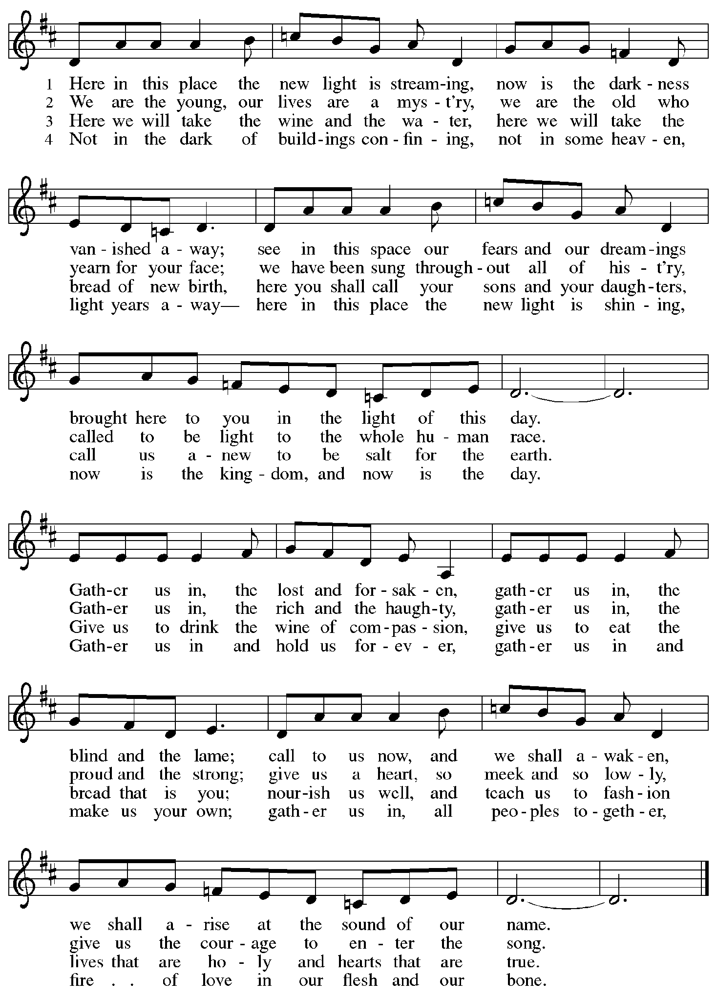 1 Here in this place the new light is stream-ing, now is the dark - ness
2 We are the young, our lives are a mys - t'ry, we are the old who
3 Here we will take the wine and the wa - ter, here we will take the
4 Not in the dark of build-ings con - fin - ing, not in some heav - en,
van - ished a - way; see in this space our fears and our dream-ings
yearn for your face; we have been sung through - out all of his - t'ry,
bread of new birth, here you shall call your sons and your daugh-ters,
light years a - way— here in this place the new light is shin - ing,
brought here to you in the light of this day.
called to be light to the whole hu - man race.
call us a - new to be salt for the earth.
now is the king - dom, and now is the day.
Gath-er us in, the lost and for - sak - en, gath - er us in, the
Gath-er us in, the rich and the haugh-ty, gath - er us in, the
Give us to drink the wine of com - pas - sion, give us to eat the
Gath-er us in and hold us for - ev - er, gath - er us in and
blind and the lame; call to us now, and we shall a - wak - en,
proud and the strong; give us a heart, so meek and so low - ly,
bread that is you; nour-ish us well, and teach us to fash - ion
make us your own; gath - er us in, all peo - ples to - geth - er,
we shall a - rise at the sound of our name.
give us the cour - age to en - ter the song.
lives that are ho - ly and hearts that are true.
fire . . of love in our flesh and our bone.